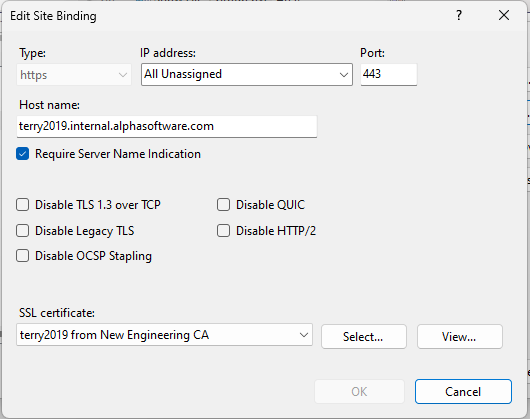 Edit Site Binding
?
Type:
IP address:
Port:
https
All Unassigned
443
Host name:
terry2019.internal.alphasoftware.com
Require Server Name Indication
Disable TLS 1.3 over TCP
Disable QUIC
Disable Legacy TLS
Disable HTTP/2
Disable OCSP Stapling
SSL certificate:
terry2019 from New Engineering CA
Select...
View...
OK
Cancel